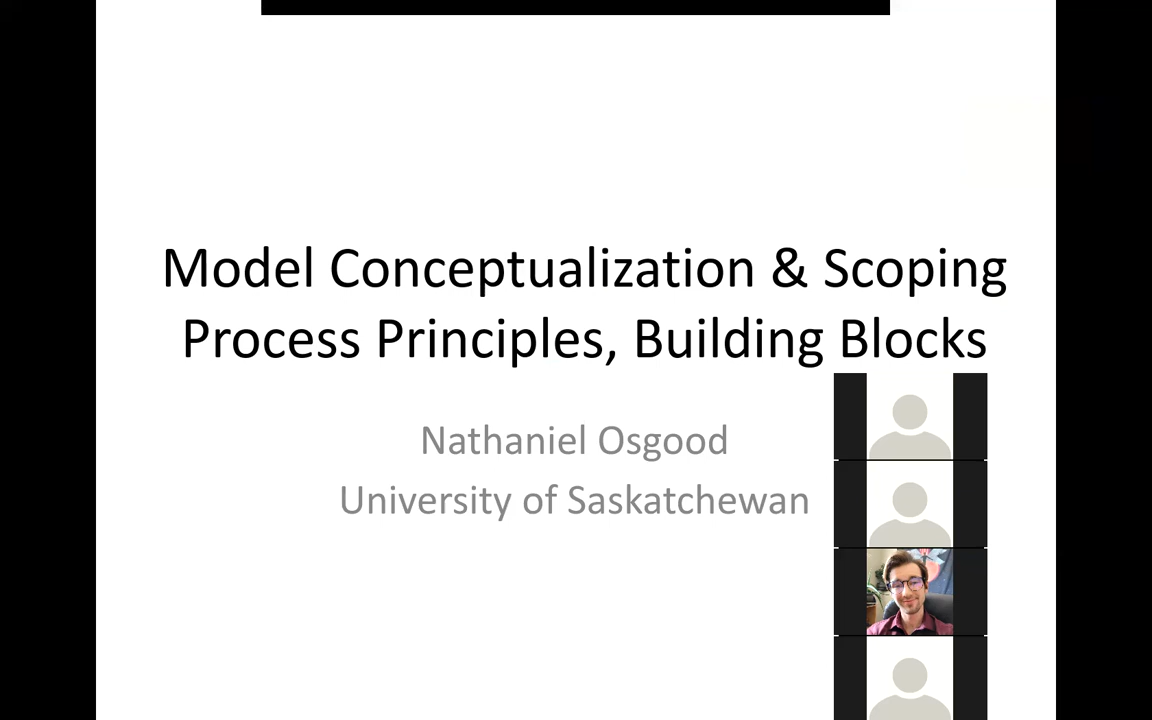 Model Conceptualization & Scoping
Process Principles, Building Blocks
Nathaniel Osgood
University of Saskatchewan